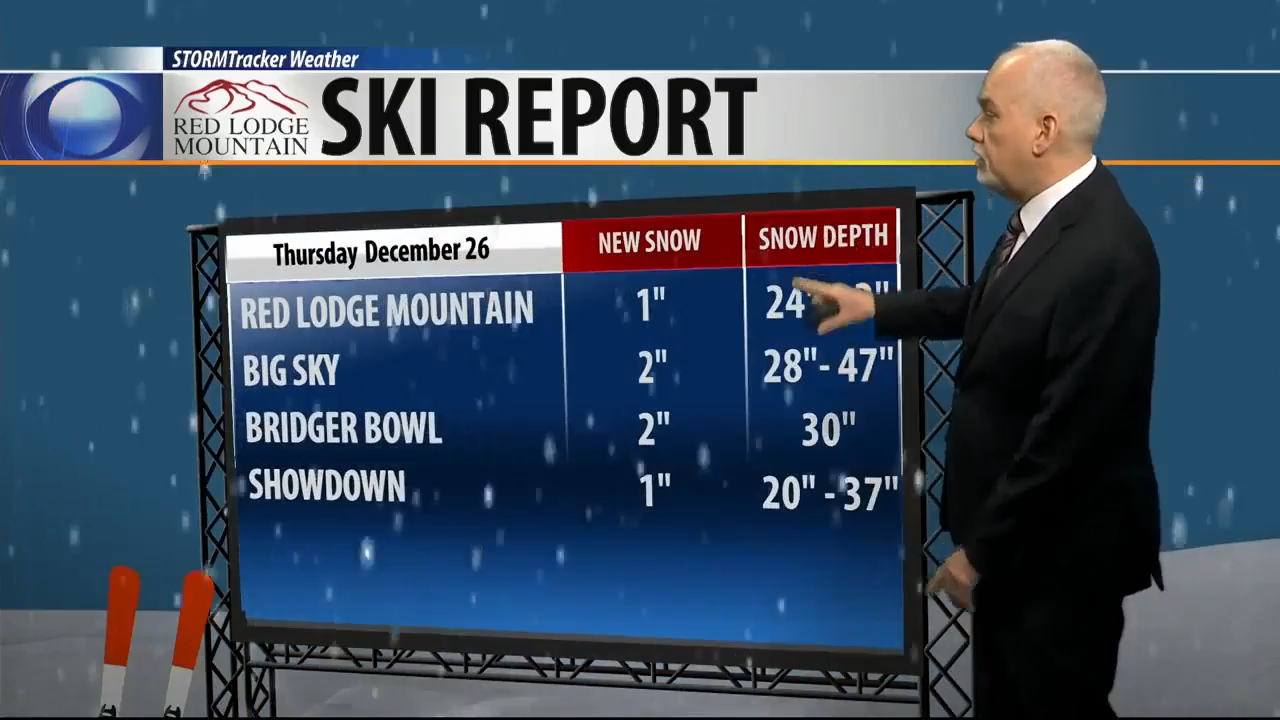 STORMTracker Weather
RED LODGE
MOUNTAIN
SKI REPORT
Thursday December 26 NEW SNOW SNOW DEPTH
RED LODGE MOUNTAIN 1"
BIG SKY 2" 28"- 47"
BRIDGER BOWL 2" 30"
SHOWDOWN 1" 20" - 37"